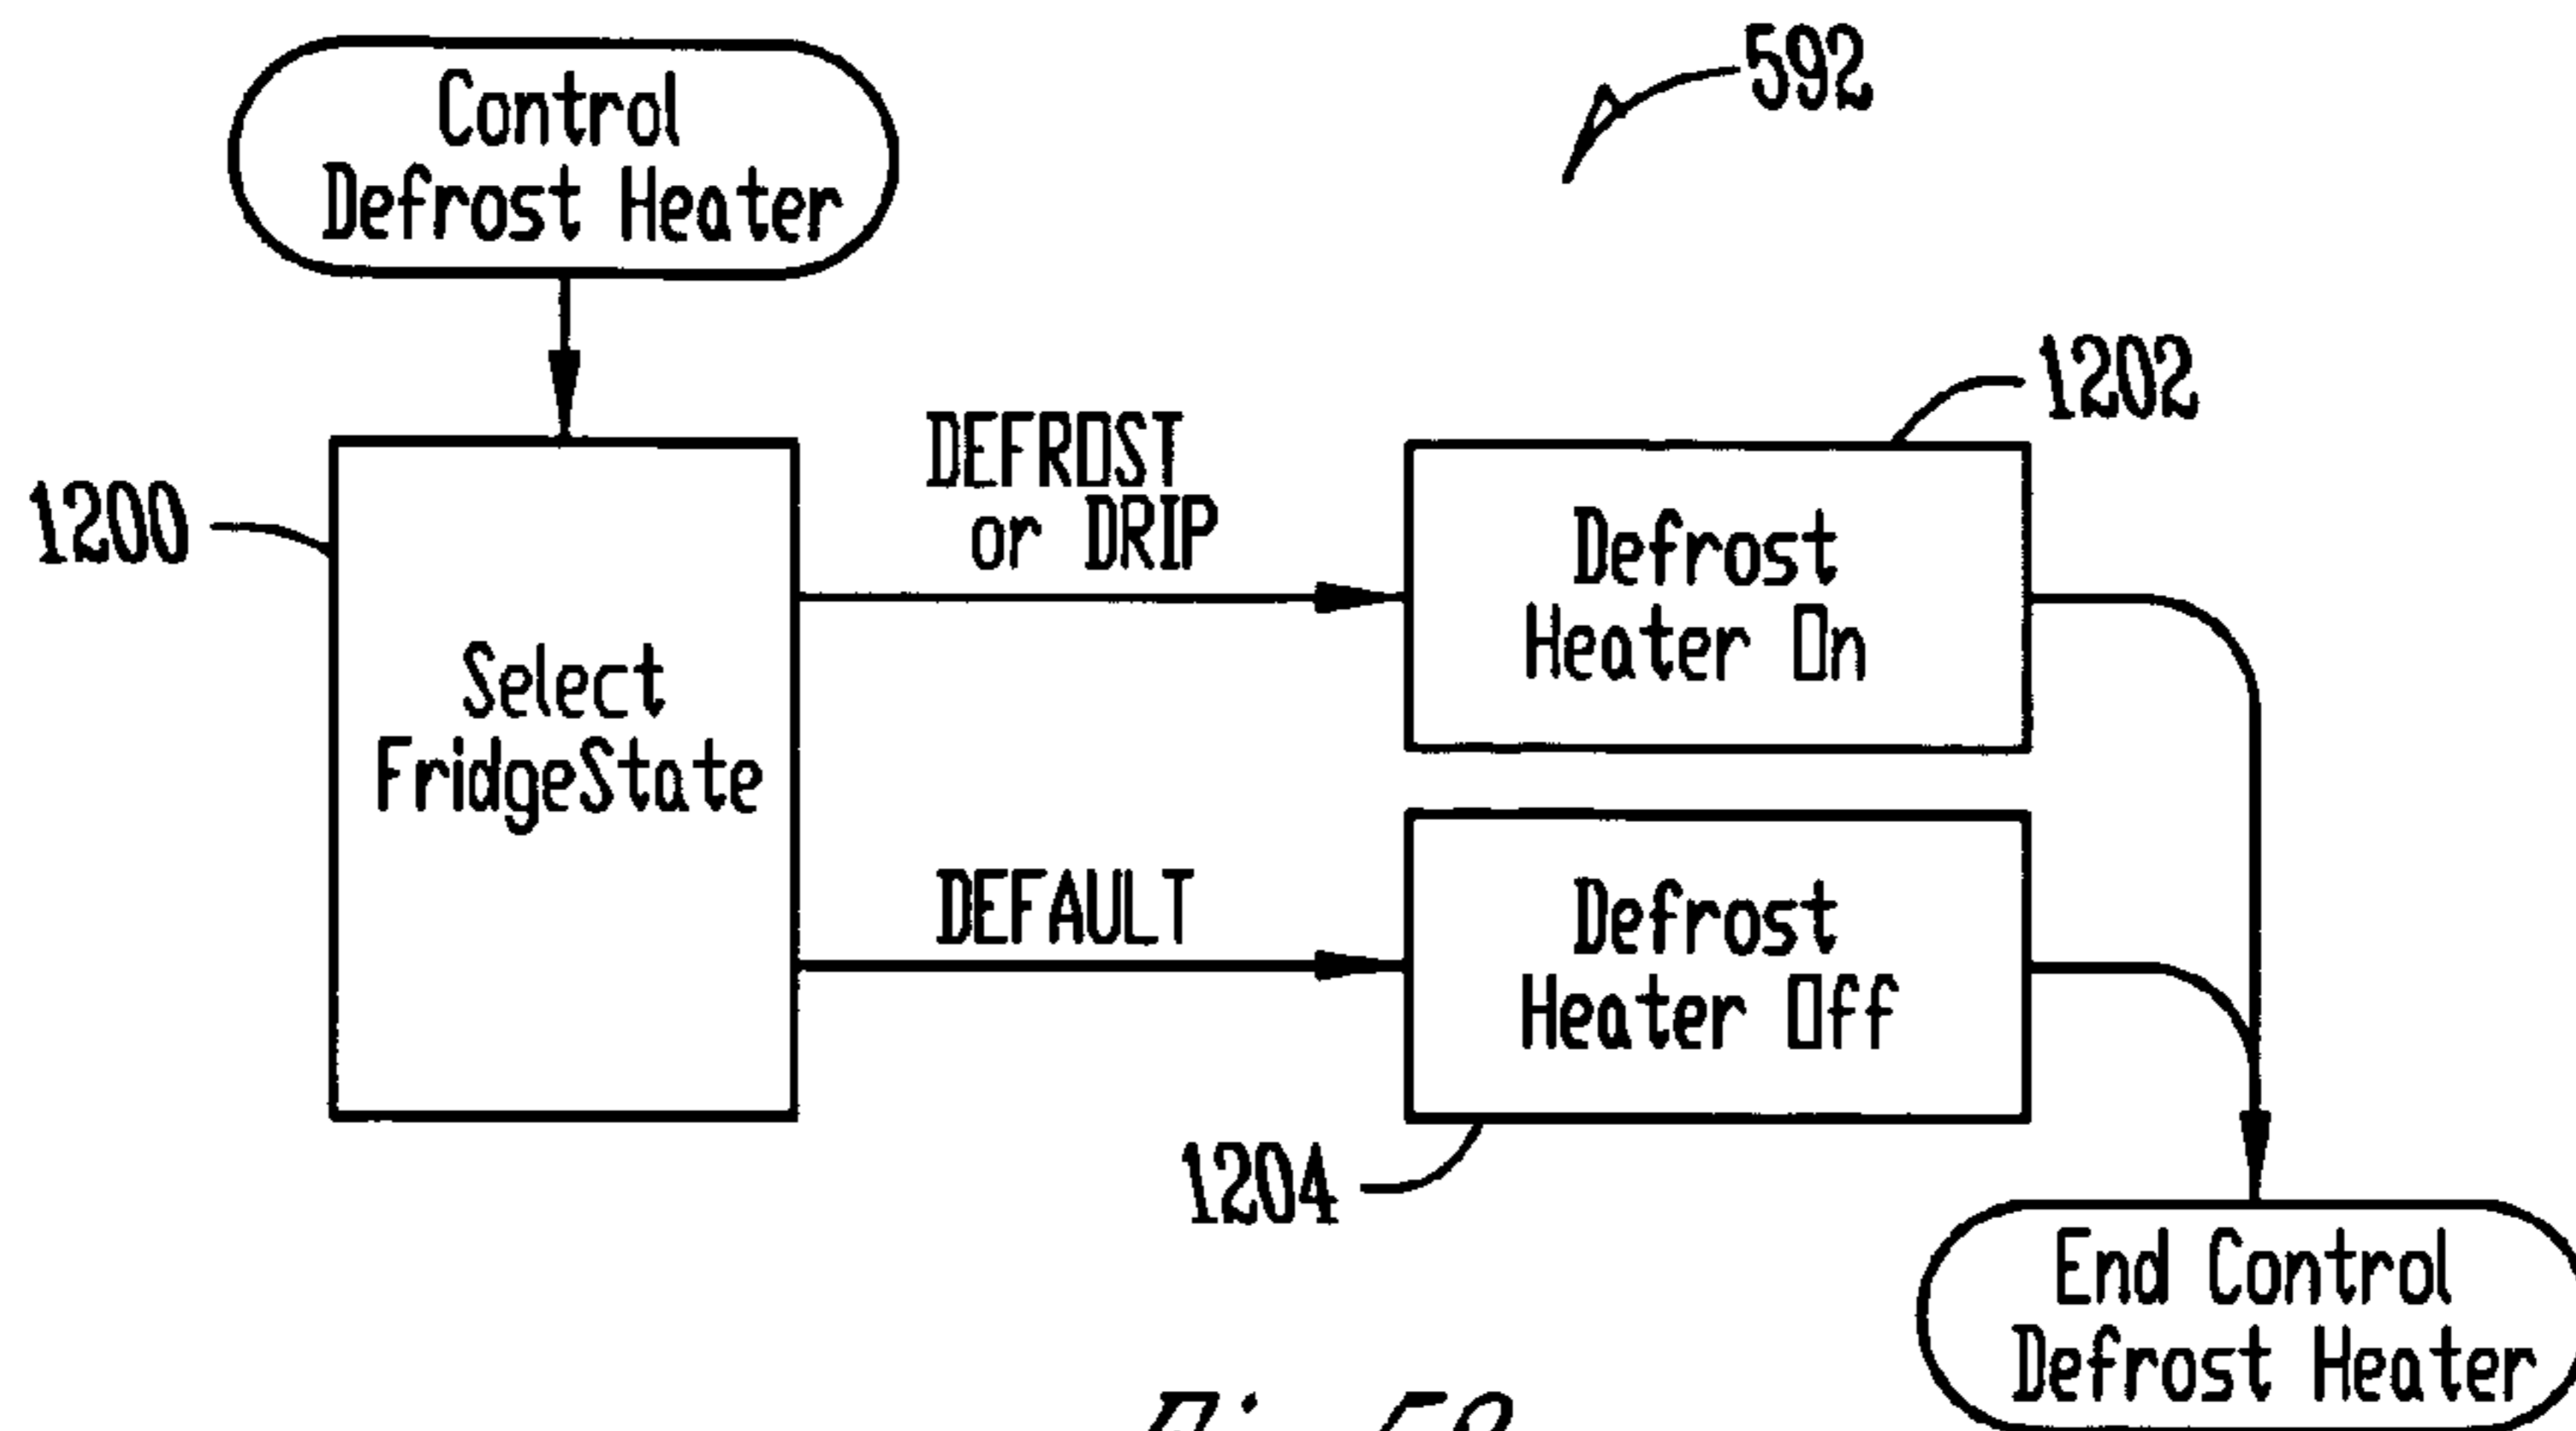 Control
Defrost Heater
592
1200
Select
FridgeState
DEFROST
or DRIP
1202
Defrost
Heater On
DEFAULT
Defrost
Heater Off
1204
End Control
Defrost Heater